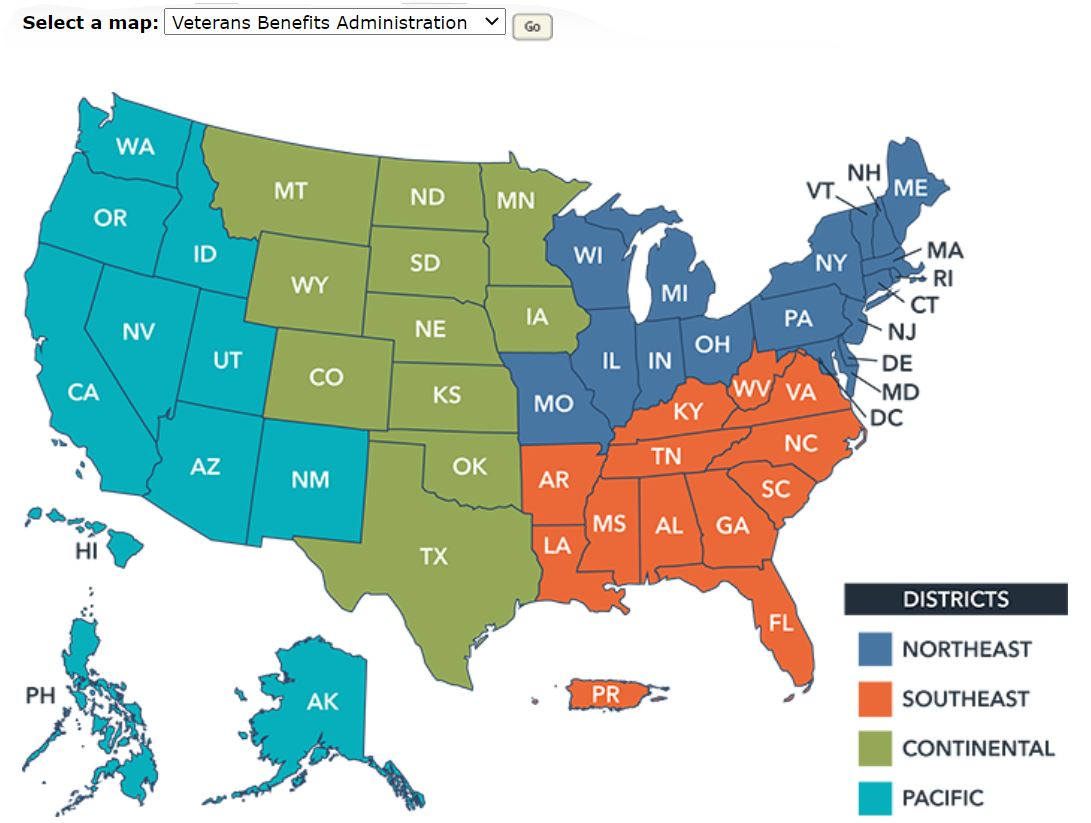 Select a map: Veterans Benefits Administration Go
WA
MT
ND
MN
NH
VT
ME
OR
ID
WI
NY
MA
RI
SD
WY
MI
CT
NJ
NV
NE
IA
PA
UT
CO
IL
IN
OH
DE
CA
KS
MO
KY
WV
VA
MD
DC
AZ
NM
OK
AR
TN
NC
SC
MS
AL
GA
HI
TX
LA
FL
PH
AK
PR
DISTRICTS
NORTHEAST
SOUTHEAST
CONTINENTAL
PACIFIC